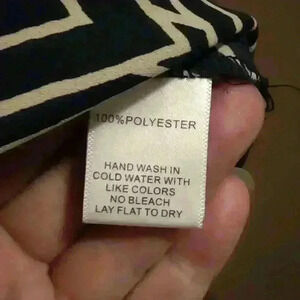 100%POLYESTER
HAND WASH IN
COLD WATER WITH
LIKE COLORS
NO BLEACH
LAY FLAT TO DRY